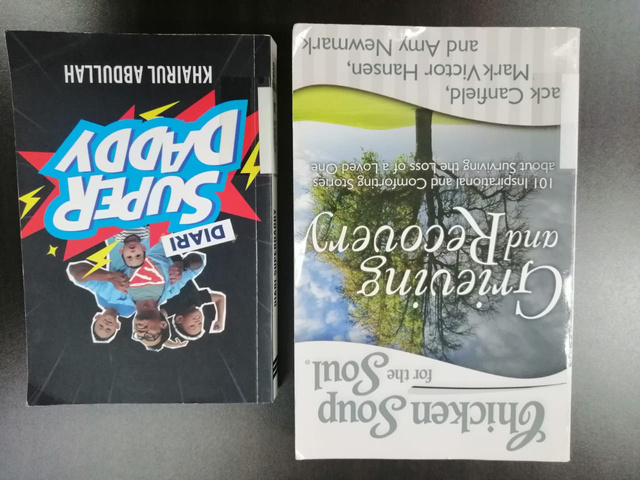 DIARI
SUPER
DADDY
KHAIRUL ABDULLAH
Chicken Soup
for the Soul®
Grieving
and Recovery
101 Inspirational and Comforting Stories
about Surviving the Loss of a Loved One
ack Canfield,
Mark Victor Hansen,
and Amy Newmark